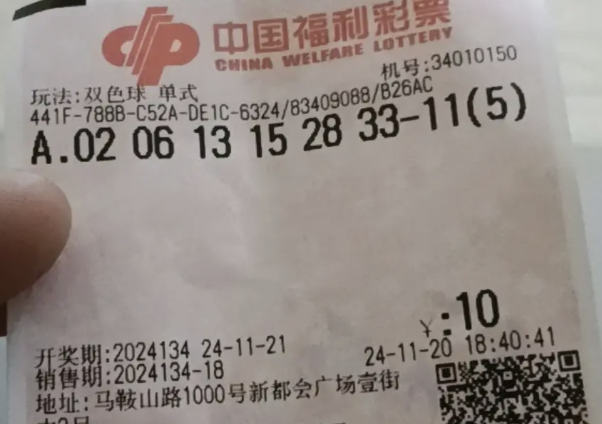 中国福利彩票
CHINA WELFARE LOTTERY
机号:34010150
玩法:双色球 单式
441F-788B-C52A-DE1C-6324/83409088/B26AC
A.02 06 13 15 28 33-11(5)
¥:10
开奖期:2024134 24-11-21
24-11-20 18:40:41
销售期:2024134-18
地址:马鞍山路1000号新都会广场壹街